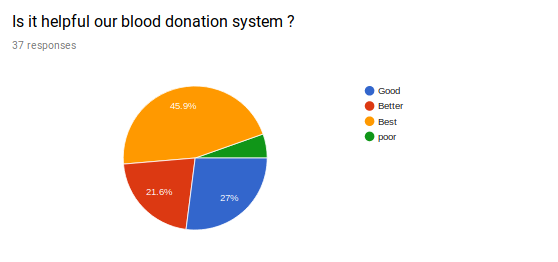 Is it helpful our blood donation system ?
37 responses
45.9%
21.6%
27%
Good
Better
Best
poor